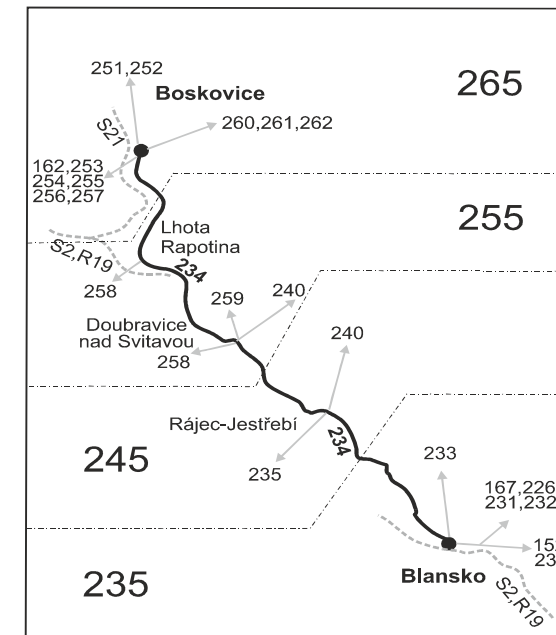 251,252
Boskovice
265
260,261,262
S21
162,253
254,255
256,257
255
Lhota
Rapotina
S2,R19
234
258
259
240
Doubravice
nad Svitavou
258
240
Rájec-Jestřebí
234
245
235
233
167,226
231,232
Blansko
235
S2,R19